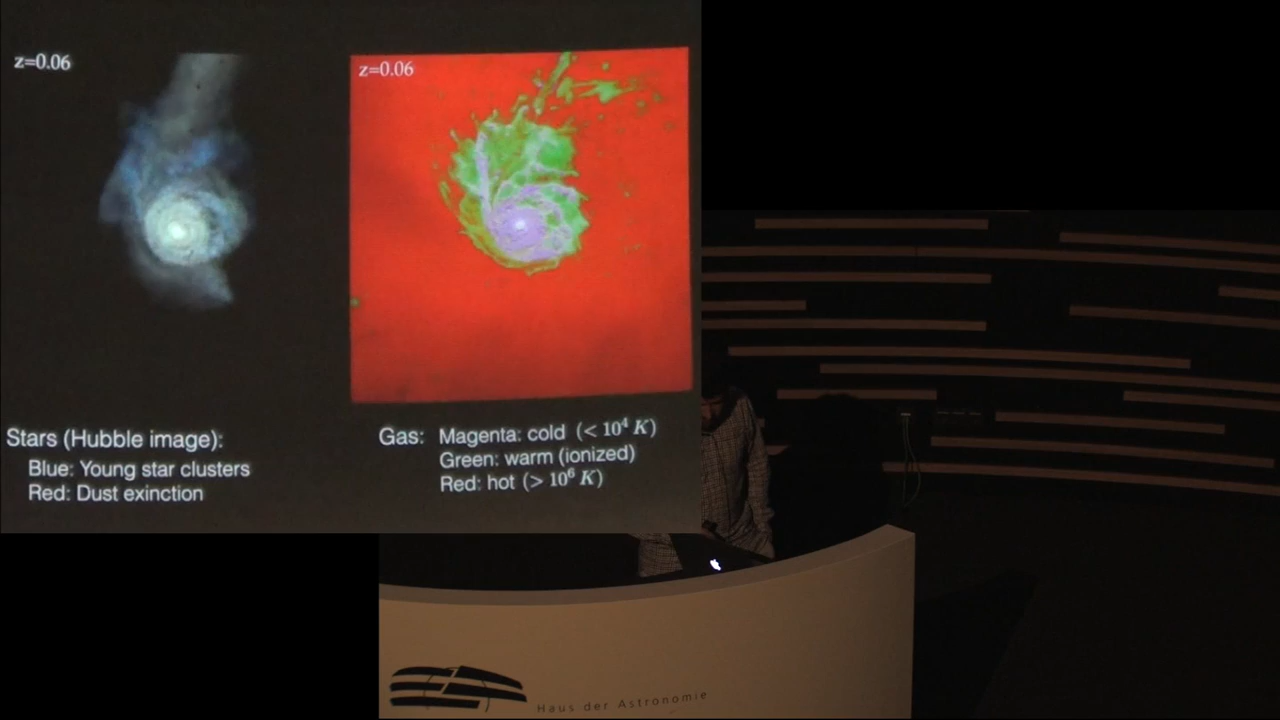 z=0.06
z=0.06
Stars (Hubble image):
Blue: Young star clusters
Red: Dust exinction
Gas: Magenta: cold (< 10⁴ K)
Green: warm (ionized)
Red: hot (> 10⁶ K)
Haus der Astronomie